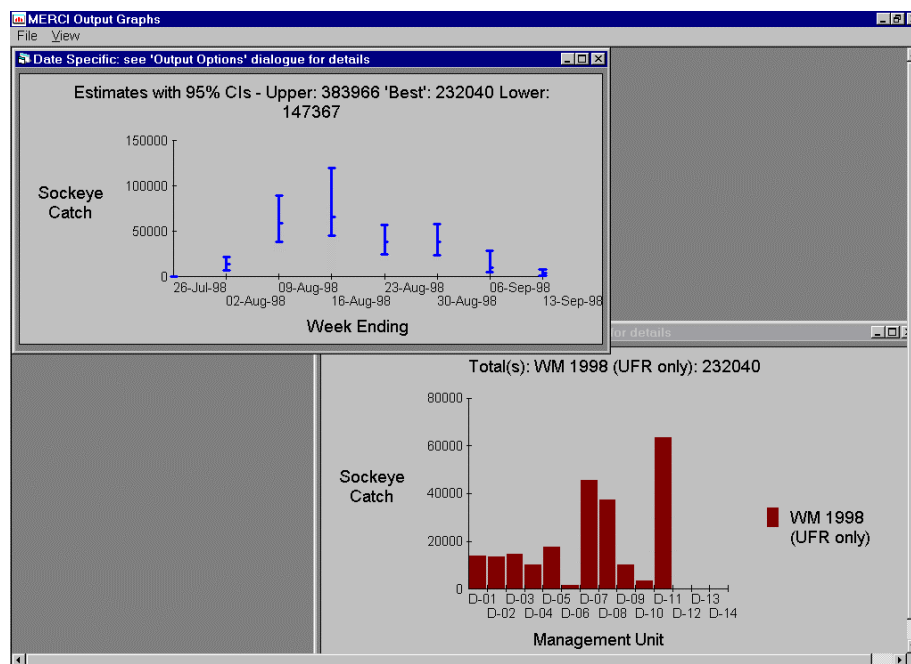 MERCI Output Graphs
File View
Date Specific: see 'Output Options' dialogue for details
Estimates with 95% CIs - Upper: 383966 'Best': 232040 Lower:
147367
150000
100000
50000
0
Sockeye
Catch
26-Jul-98 09-Aug-98 23-Aug-98 06-Sep-98
02-Aug-98 16-Aug-98 30-Aug-98 13-Sep-98
Week Ending
for details
Total(s): WM 1998 (UFR only): 232040
80000
60000
40000
20000
0
Sockeye
Catch
WM 1998
(UFR only)
D-01 D-03 D-05 D-07 D-09 D-11 D-13
D-02 D-04 D-06 D-08 D-10 D-12 D-14
Management Unit